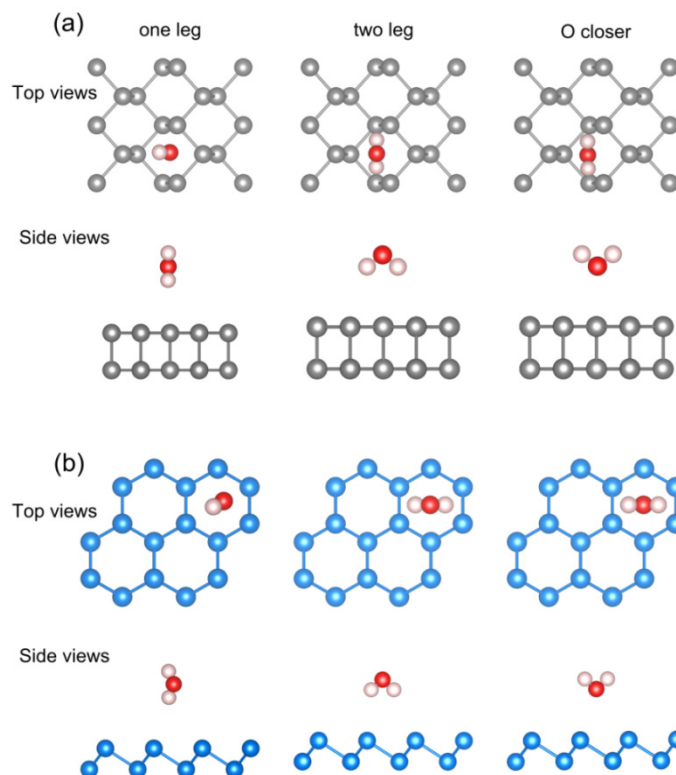 (a)
one leg
two leg
O closer
Top views
Side views
(b)
Top views
Side views